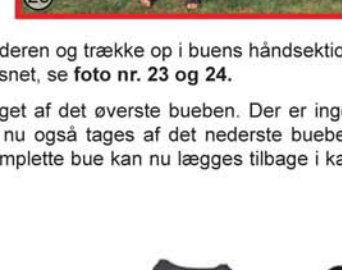 deren og trække op i buens håndsektio
snet, se foto nr. 23 og 24.
get af det øverste bueben. Der er inge
nu også tages af det nederste buebe
mplette bue kan nu lægges tilbage i ka